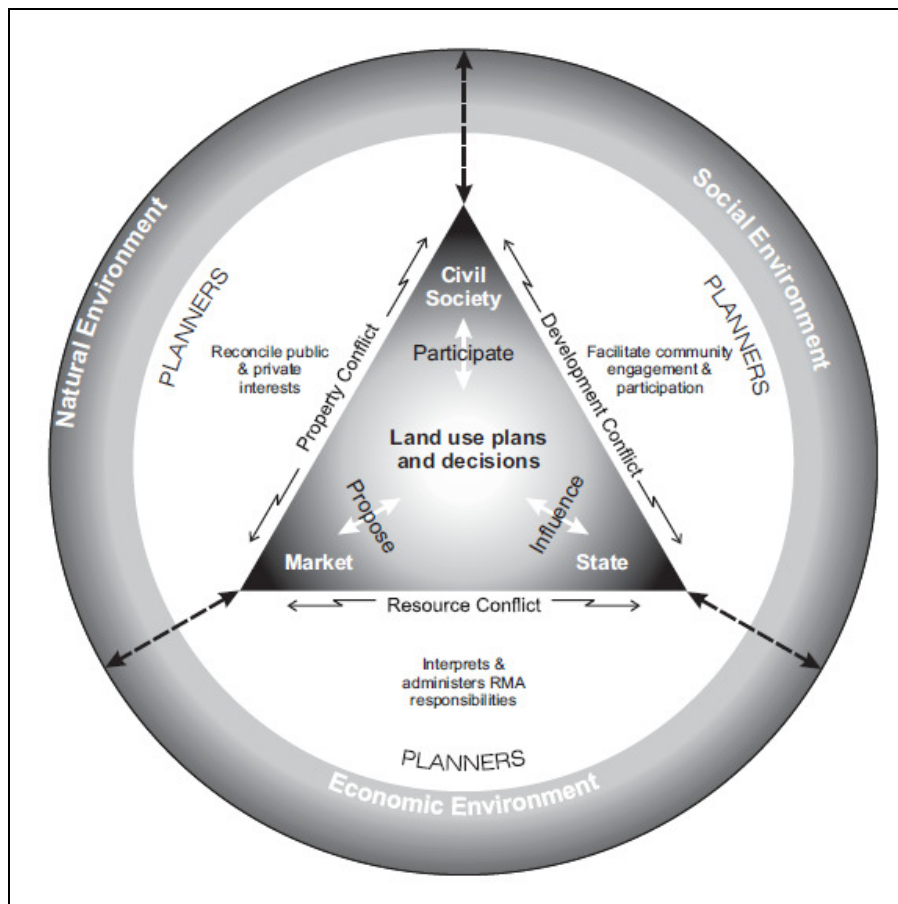 Natural Environment
Social Environment
PLANNERS
PLANNERS
Civil
Society
Participate
Reconcile public
& private
interests
Property Conflict
Development Conflict
Facilitate community
engagement &
participation
Land use plans
and decisions
Propose
Influence
Market
State
Resource Conflict
Interprets &
administers RMA
responsibilities
PLANNERS
Economic Environment